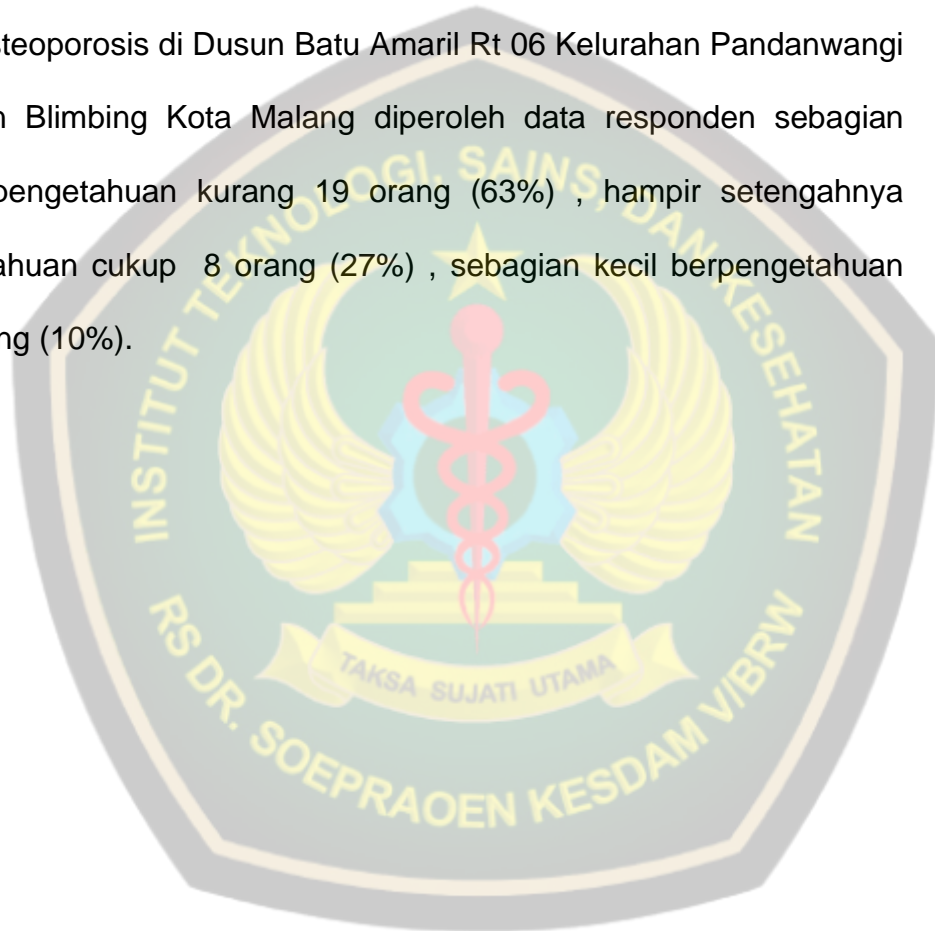 steoporosis di Dusun Batu Amaril Rt 06 Kelurahan Pandanwangi
n Blimbing Kota Malang diperoleh data responden sebagian
pengetahuan kurang 19 orang (63%) , hampir setengahnya
ahuan cukup 8 orang (27%) , sebagian kecil berpengetahuan
ng (10%).
INSTITUT TEKNOLOGI, SAINS, DAN KESEHATAN
TAKSA SUJATI UTAMA
RS DR. SOEPRAOEN KESDAM V/BRW